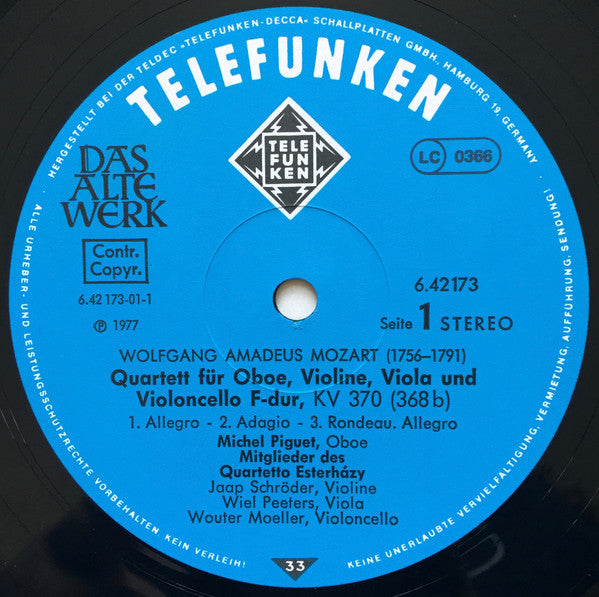 HERGESTELLT BEI DER TELDEC »TELEFUNKEN-DECCA« SCHALLPLATTEN GMBH, HAMBURG 19, GERMANY
TELEFUNKEN
TELE
FUN
KEN
DAS
ALTE
WERK
LC 0366
Contr.
Copyr.
6.42 173-01-1
℗ 1977
6.42173
Seite 1 STEREO
WOLFGANG AMADEUS MOZART (1756–1791)
Quartett für Oboe, Violine, Viola und
Violoncello F-dur, KV 370 (368b)
1. Allegro - 2. Adagio - 3. Rondeau. Allegro
Michel Piguet, Oboe
Mitglieder des
Quartetto Esterházy
Jaap Schröder, Violine
Wiel Peeters, Viola
Wouter Moeller, Violoncello
33
ALLE URHEBER- UND LEISTUNGSSCHUTZRECHTE VORBEHALTEN KEIN VERLEIH!
KEINE UNERLAUBTE VERVIELFÄLTIGUNG, VERMIETUNG, AUFFÜHRUNG, SENDUNG!